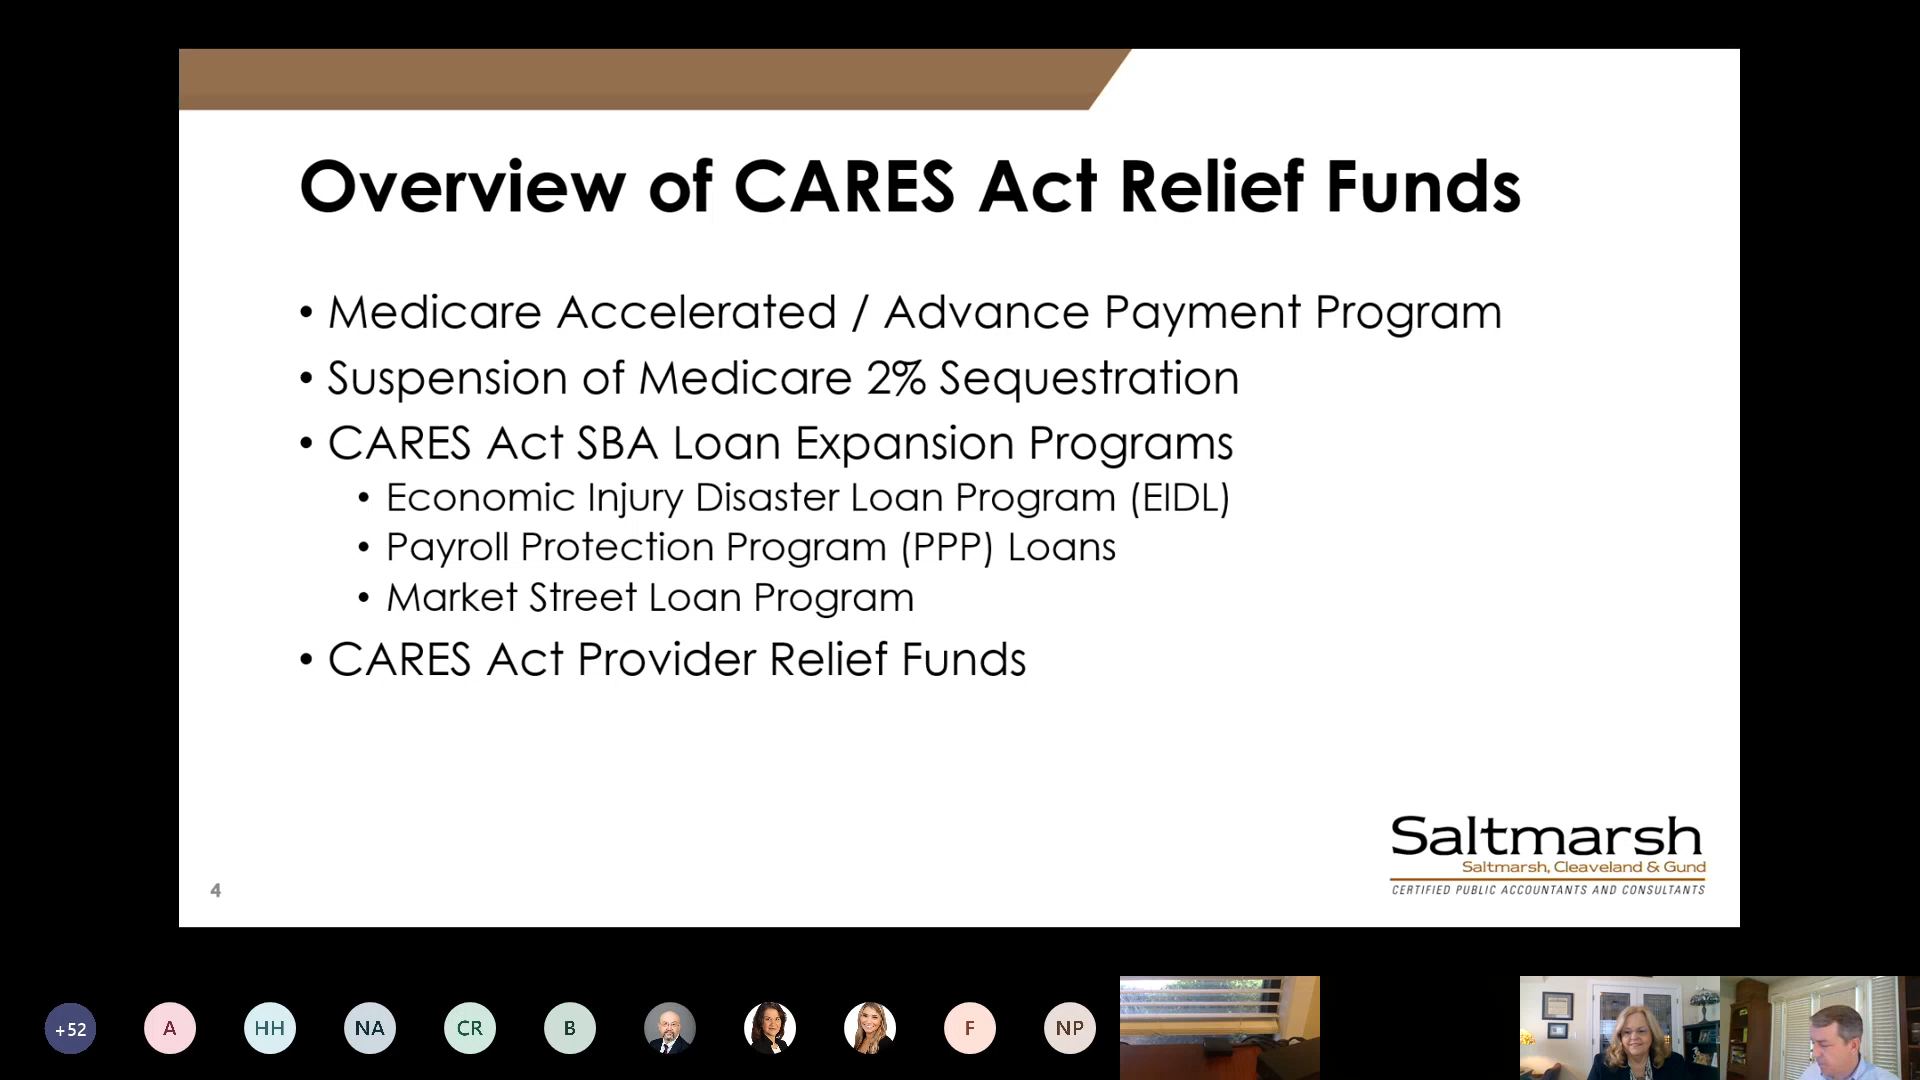 Overview of CARES Act Relief Funds
• Medicare Accelerated / Advance Payment Program
• Suspension of Medicare 2% Sequestration
• CARES Act SBA Loan Expansion Programs
• Economic Injury Disaster Loan Program (EIDL)
• Payroll Protection Program (PPP) Loans
• Market Street Loan Program
• CARES Act Provider Relief Funds
Saltmarsh
Saltmarsh, Cleaveland & Gund
CERTIFIED PUBLIC ACCOUNTANTS AND CONSULTANTS
4
+52 A HH NA CR B F NP